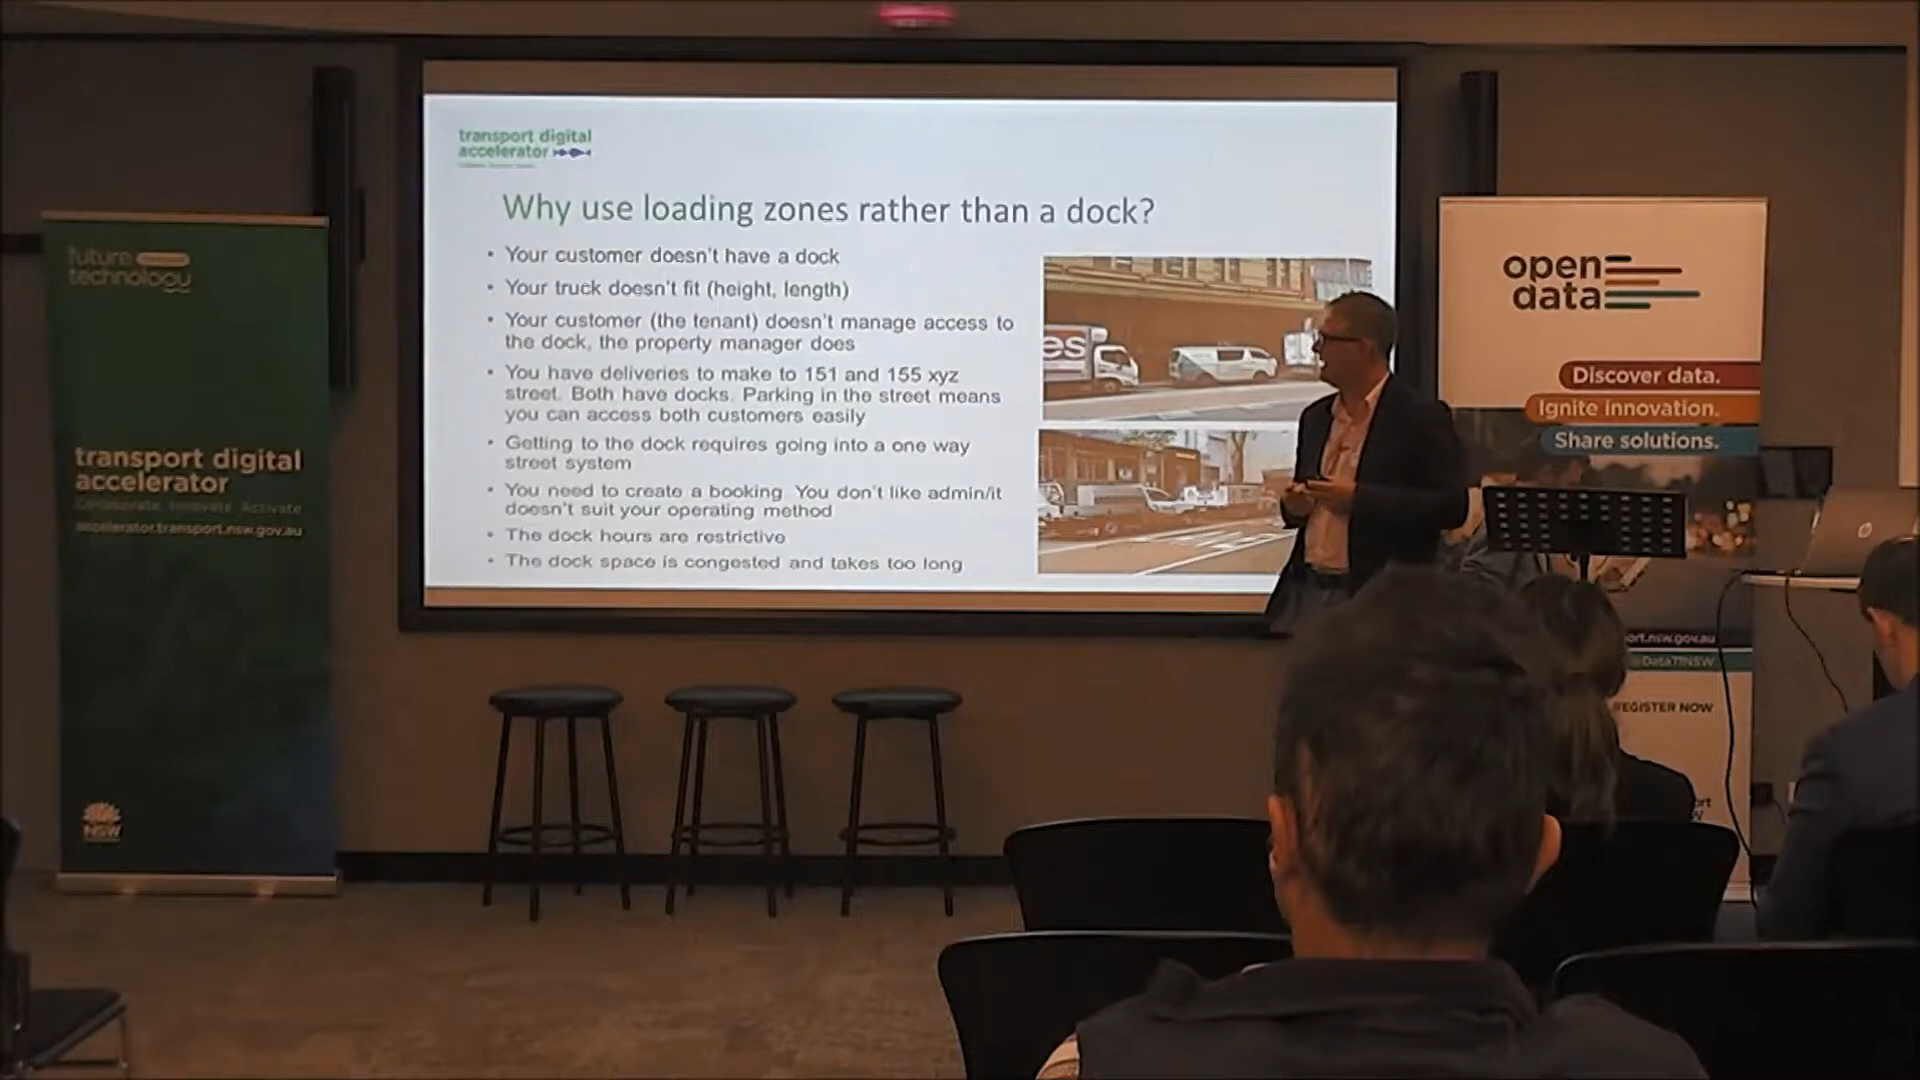 future
technology
transport digital
accelerator
Collaborate Innovate Activate
accelerator.transport.nsw.gov.au
NSW
transport digital
accelerator
Why use loading zones rather than a dock?
• Your customer doesn't have a dock
• Your truck doesn't fit (height, length)
• Your customer (the tenant) doesn't manage access to
the dock, the property manager does
• You have deliveries to make to 151 and 155 xyz
street. Both have docks. Parking in the street means
you can access both customers easily
• Getting to the dock requires going into a one way
street system
• You need to create a booking. You don't like admin/it
doesn't suit your operating method
• The dock hours are restrictive
• The dock space is congested and takes too long
es
open
data
Discover data.
Ignite innovation.
Share solutions.
ort.nsw.gov.au
@DataTfNSW
REGISTER NOW